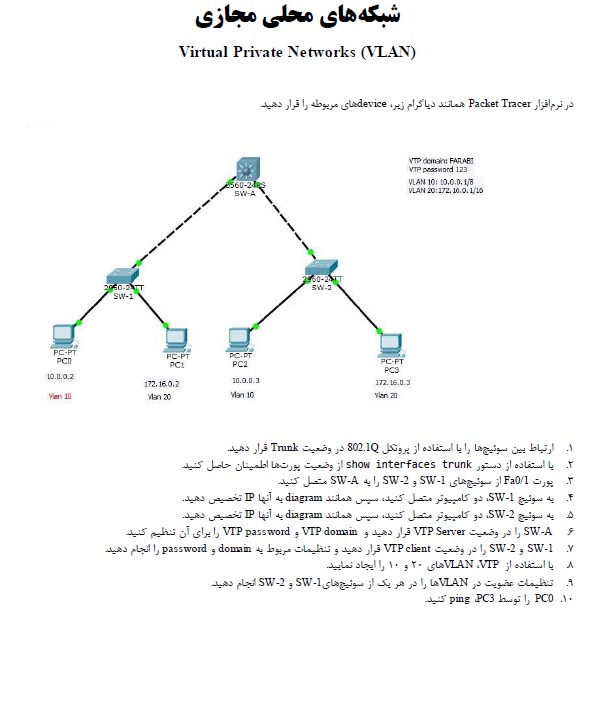 شبکه‌های محلی مجازی
Virtual Private Networks (VLAN)
در نرم‌افزار Packet Tracer همانند دیاگرام زیر، deviceهای مربوطه را قرار دهید.
VTP domain: FARABI
VTP password 123
VLAN 10: 10.0.0.1/8
VLAN 20:172.16.0.1/16
3560-24PS
SW-A
2960-24TT
SW-1
2960-24TT
SW-2
PC-PT
PC0
PC-PT
PC1
PC-PT
PC2
PC-PT
PC3
10.0.0.2
172.16.0.2
10.0.0.3
172.16.0.3
Vlan 10
Vlan 20
Vlan 10
Vlan 20
۱. ارتباط بین سوئیچ‌ها را با استفاده از پروتکل 802.1Q در وضعیت Trunk قرار دهید.
۲. با استفاده از دستور show interfaces trunk از وضعیت پورت‌ها اطمینان حاصل کنید.
۳. پورت Fa0/1 از سوئیچ‌های SW-1 و SW-2 را به SW-A متصل کنید.
۴. به سوئیچ SW-1، دو کامپیوتر متصل کنید، سپس همانند diagram به آنها IP تخصیص دهید.
۵. به سوئیچ SW-2، دو کامپیوتر متصل کنید، سپس همانند diagram به آنها IP تخصیص دهید.
۶. SW-A را در وضعیت VTP Server قرار دهید و VTP domain و VTP password را برای آن تنظیم کنید.
۷. SW-1 و SW-2 را در وضعیت VTP client قرار دهید و تنظیمات مربوط به domain و password را انجام دهید.
۸. با استفاده از VTP، VLANهای ۲۰ و ۱۰ را ایجاد نمایید.
۹. تنظیمات عضویت در VLANها را در هر یک از سوئیچ‌های SW-1 و SW-2 انجام دهید.
۱۰. PC0 را توسط PC3، ping کنید.